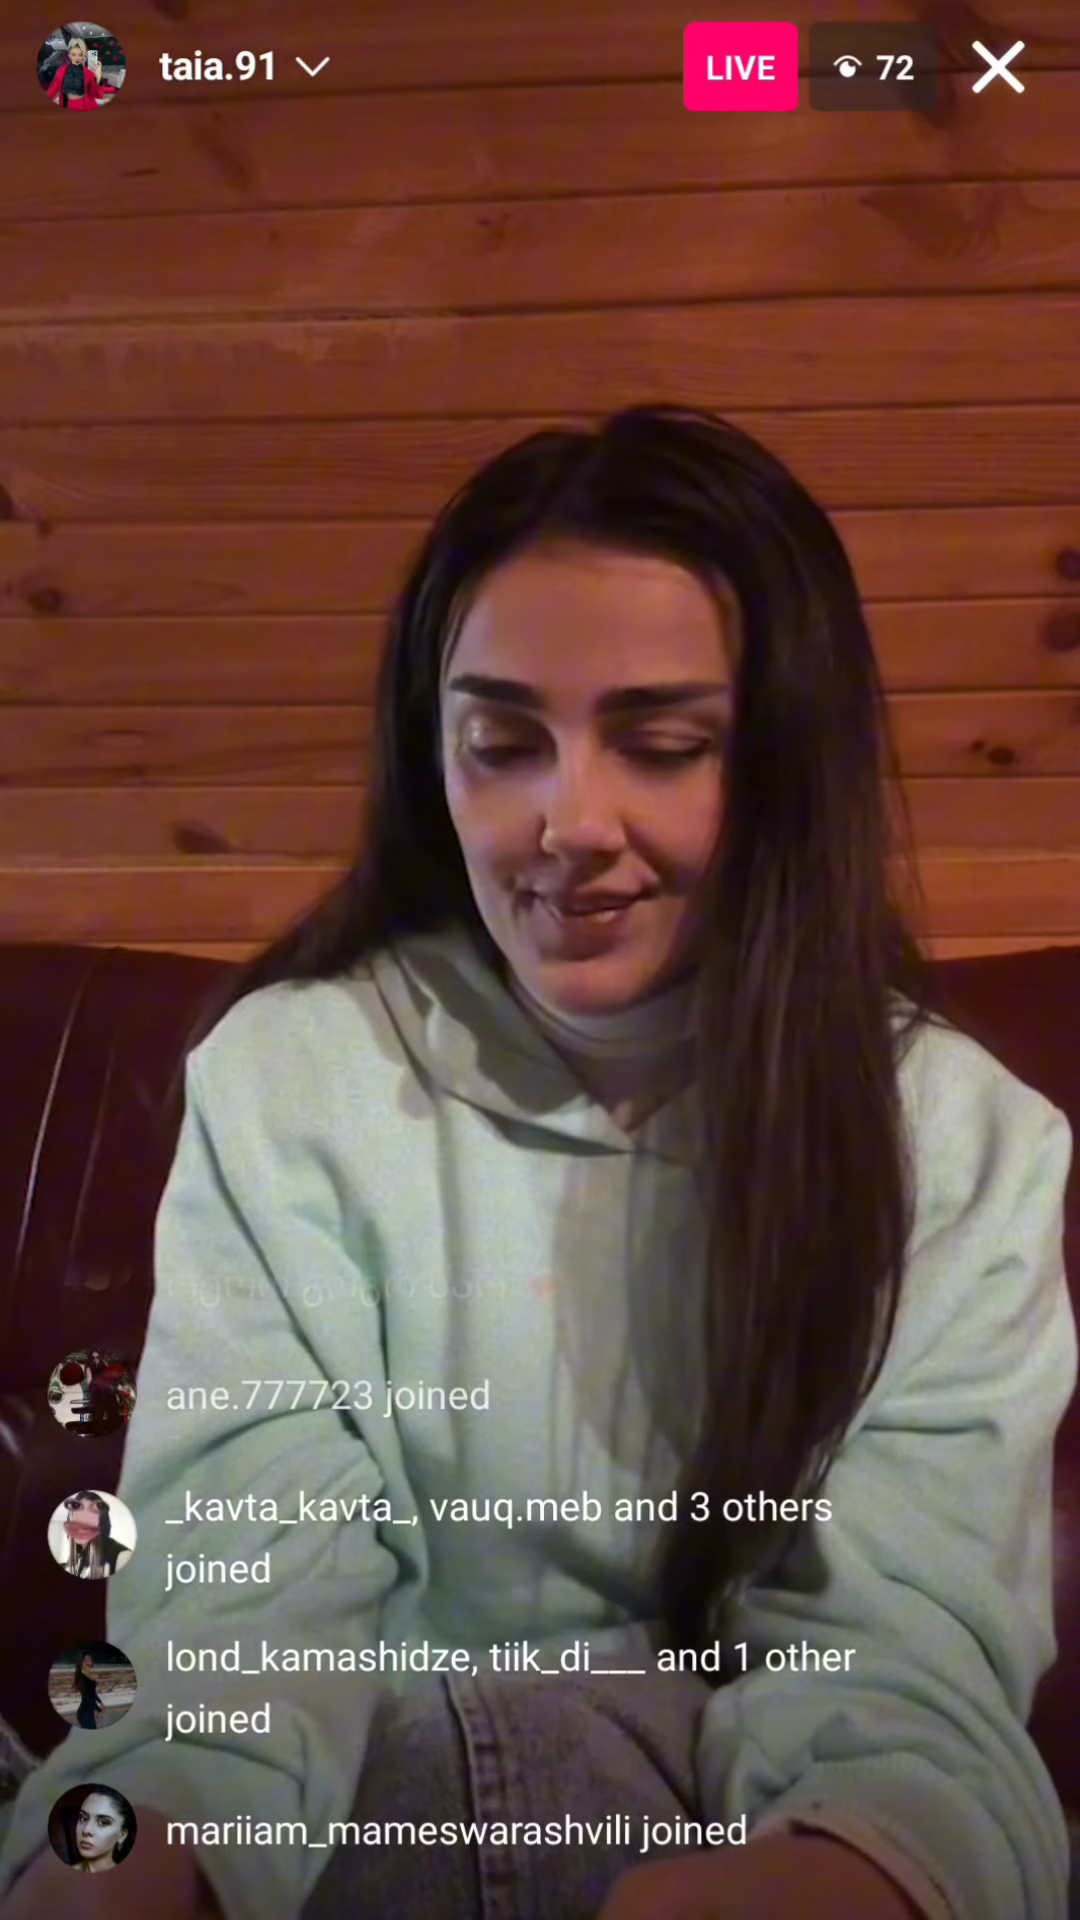 taia.91
LIVE
72
ane.777723 joined
_kavta_kavta_, vauq.meb and 3 others
joined
lond_kamashidze, tiik_di___ and 1 other
joined
mariiam_mameswarashvili joined